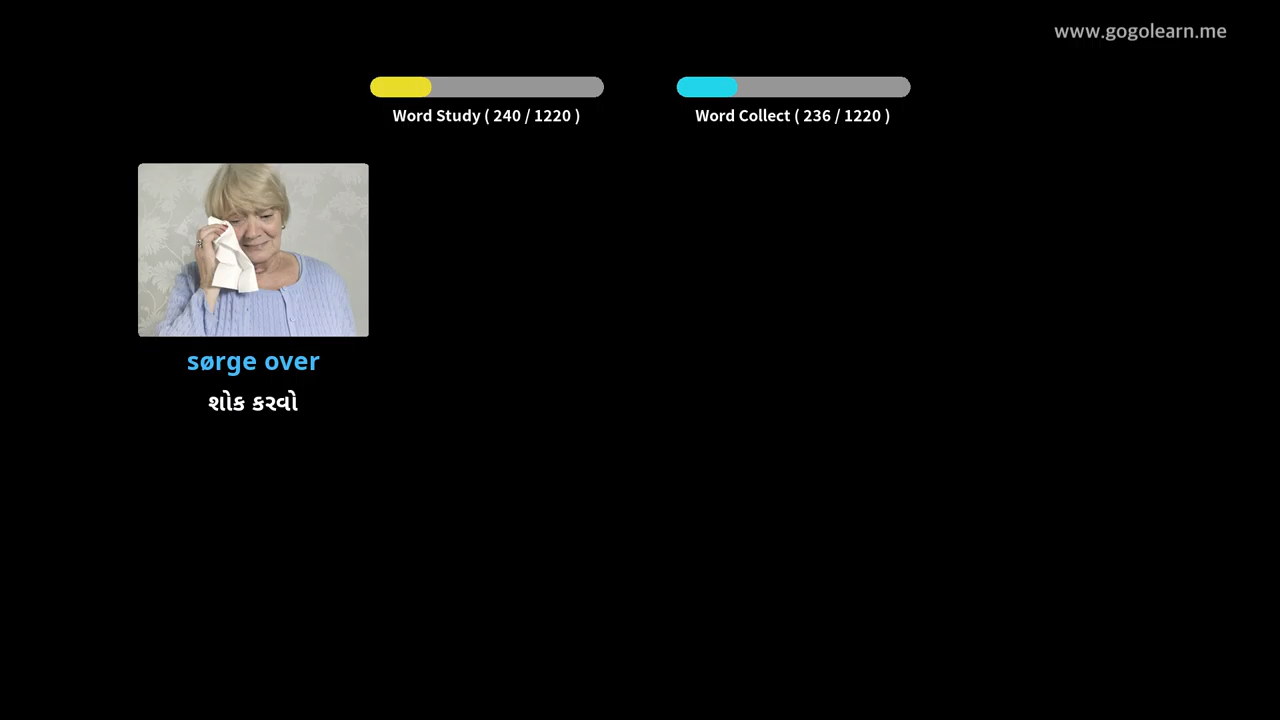 www.gogolearn.me
Word Study ( 240 / 1220 )
Word Collect ( 236 / 1220 )
sørge over
શોક કરવો